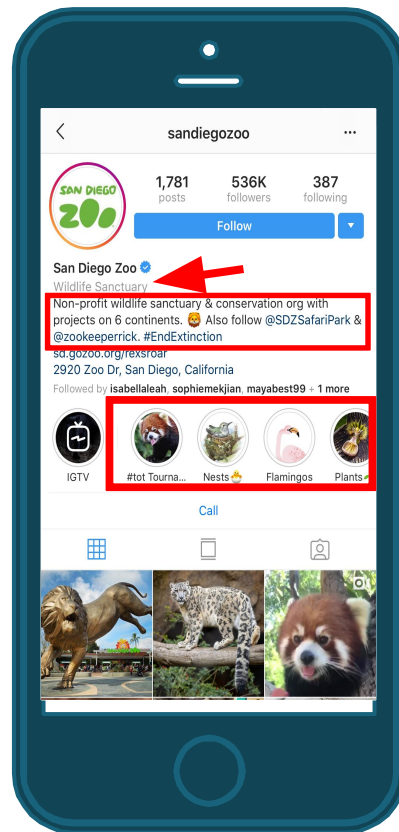 sandiegozoo
SAN DIEGO
ZOO
1,781 536K 387
posts followers following
Follow
San Diego Zoo
Wildlife Sanctuary
Non-profit wildlife sanctuary & conservation org with
projects on 6 continents. 🦁 Also follow @SDZSafariPark &
@zookeeperrick. #EndExtinction
sd.gozoo.org/rexsroar
2920 Zoo Dr, San Diego, California
Followed by isabellaleah, sophiemekjian, mayabest99 + 1 more
IGTV #tot Tourna... Nests🐣 Flamingos Plants
Call